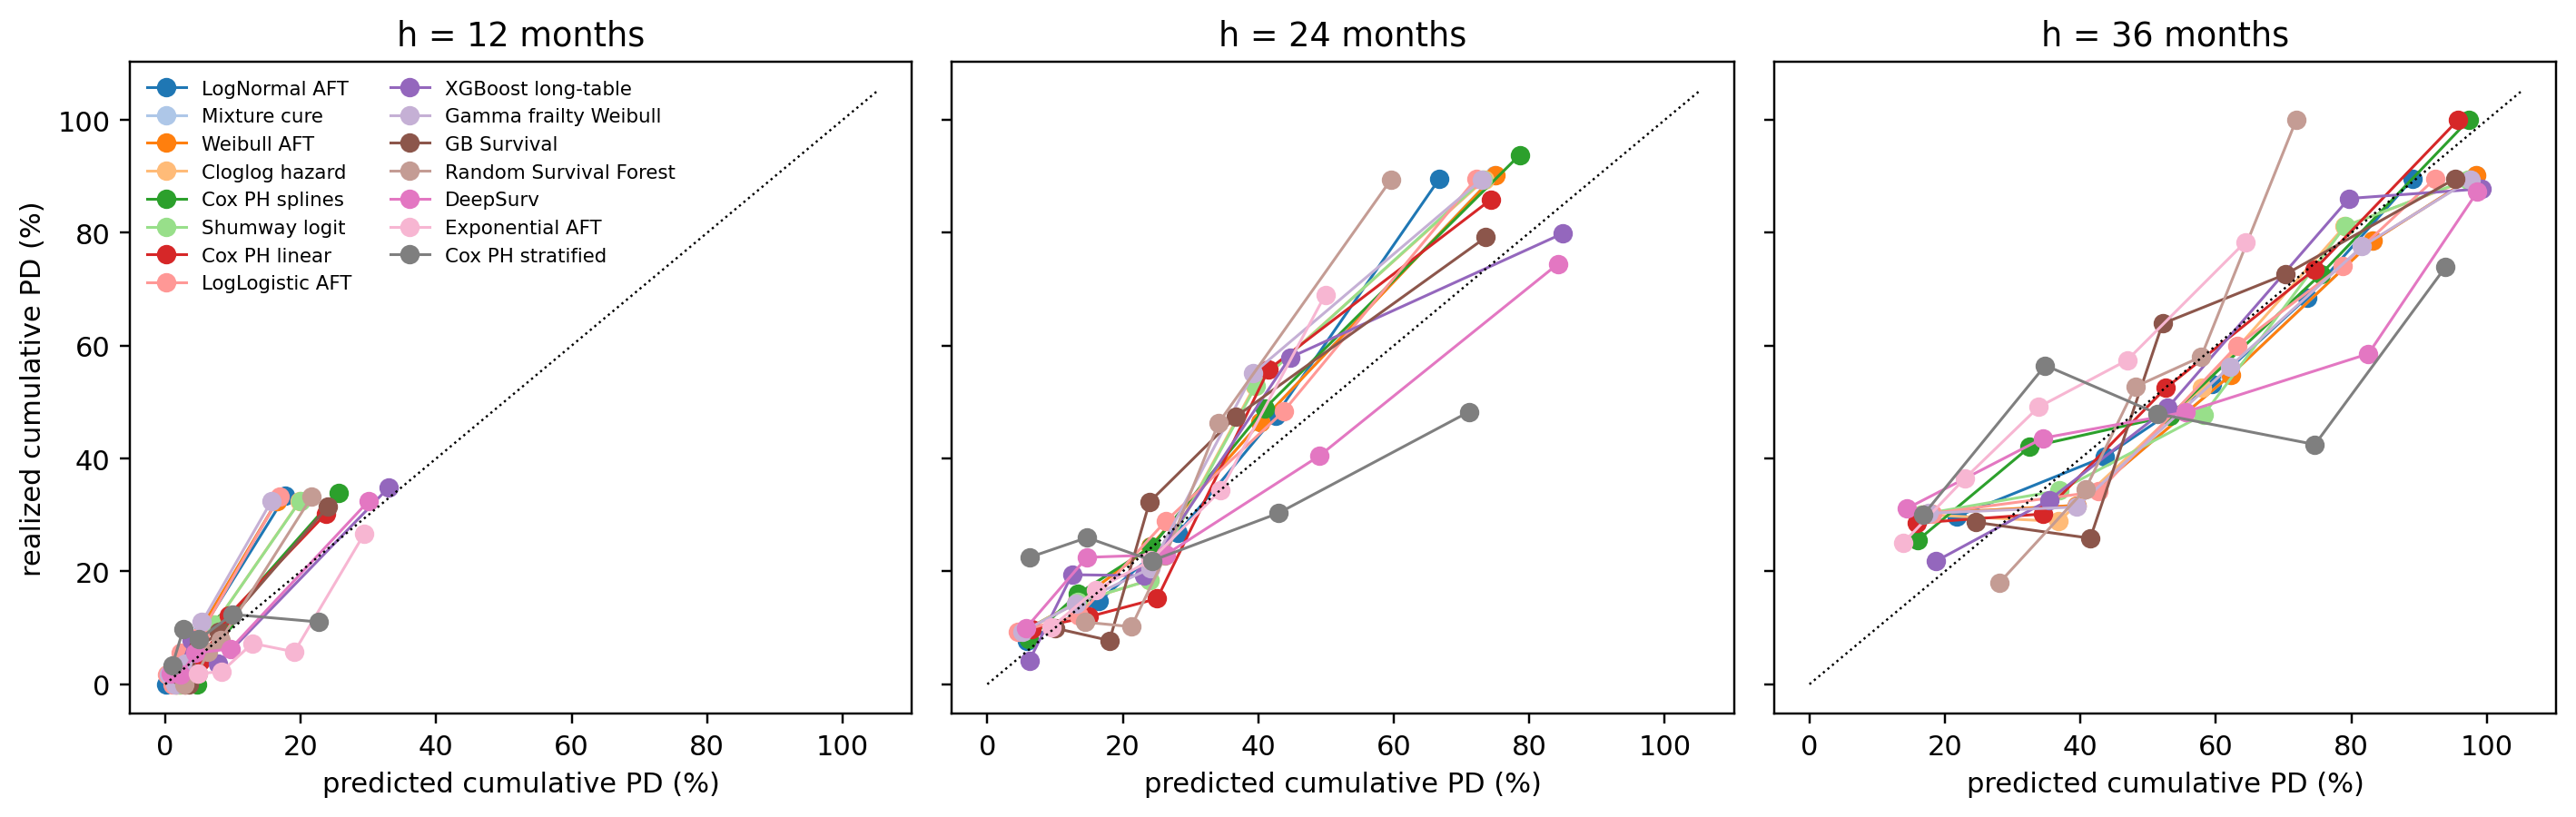 h = 12 months
h = 24 months
h = 36 months
realized cumulative PD (%)
100
80
60
40
20
0
LogNormal AFT
Mixture cure
Weibull AFT
Cloglog hazard
Cox PH splines
Shumway logit
Cox PH linear
LogLogistic AFT
XGBoost long-table
Gamma frailty Weibull
GB Survival
Random Survival Forest
DeepSurv
Exponential AFT
Cox PH stratified
0 20 40 60 80 100
predicted cumulative PD (%)
0 20 40 60 80 100
predicted cumulative PD (%)
0 20 40 60 80 100
predicted cumulative PD (%)